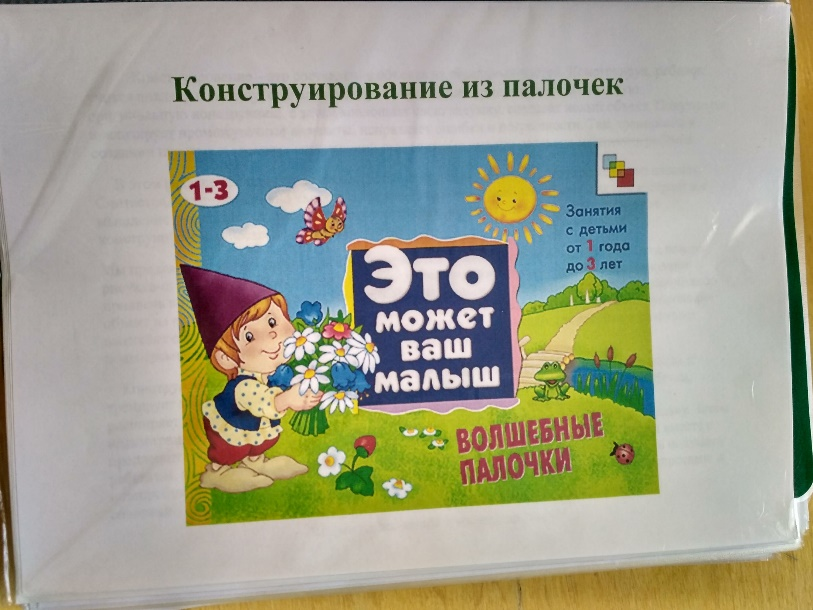 Конструирование из палочек
1-3
Занятия
с детьми
от 1 года
до 3 лет
Это
может
ваш
малыш
ВОЛШЕБНЫЕ
ПАЛОЧКИ